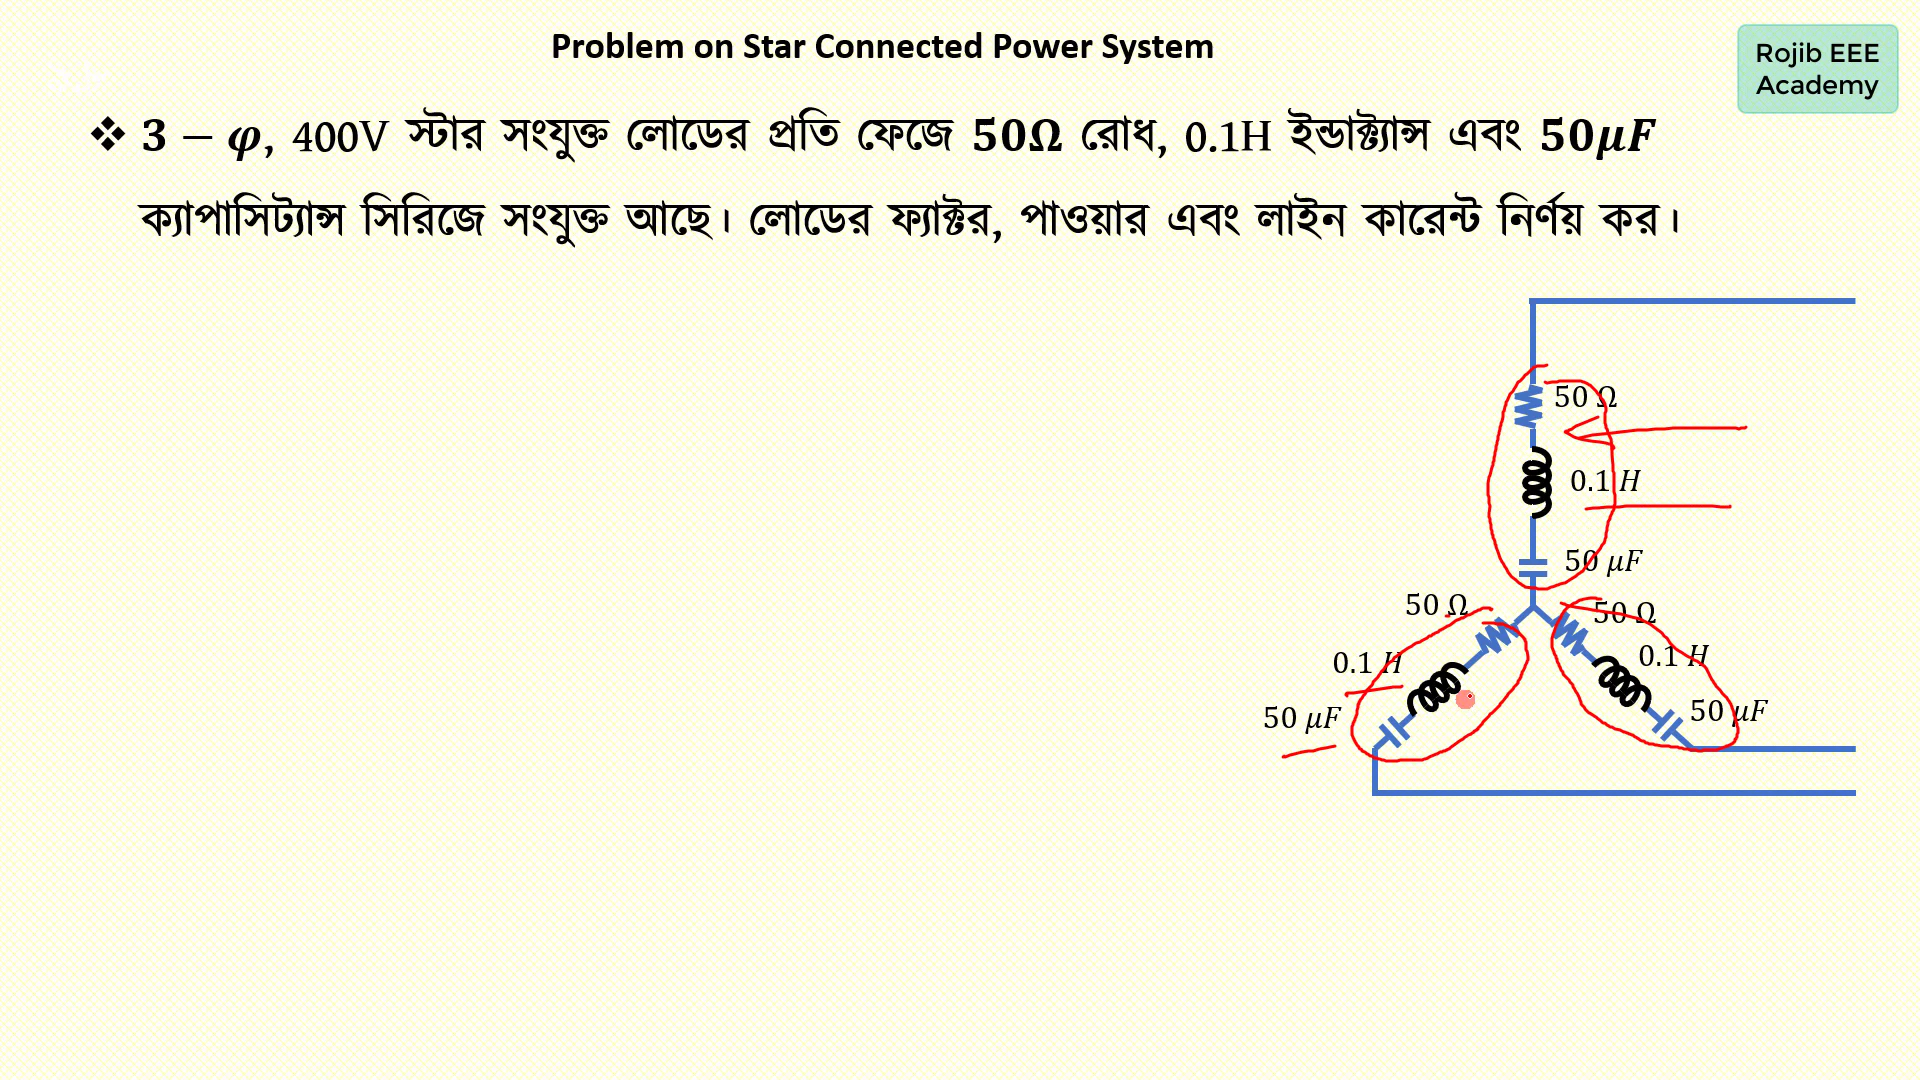 Problem on Star Connected Power System
Rojib EEE
Academy
❖ 3 − φ, 400V স্টার সংযুক্ত লোডের প্রতি ফেজে 50Ω রোধ, 0.1H ইন্ডাক্ট্যান্স এবং 50μF
ক্যাপাসিট্যান্স সিরিজে সংযুক্ত আছে। লোডের ফ্যাক্টর, পাওয়ার এবং লাইন কারেন্ট নির্ণয় কর।
50 Ω
0.1 H
50 μF
50 Ω
50 Ω
0.1 H
0.1 H
50 μF
50 μF